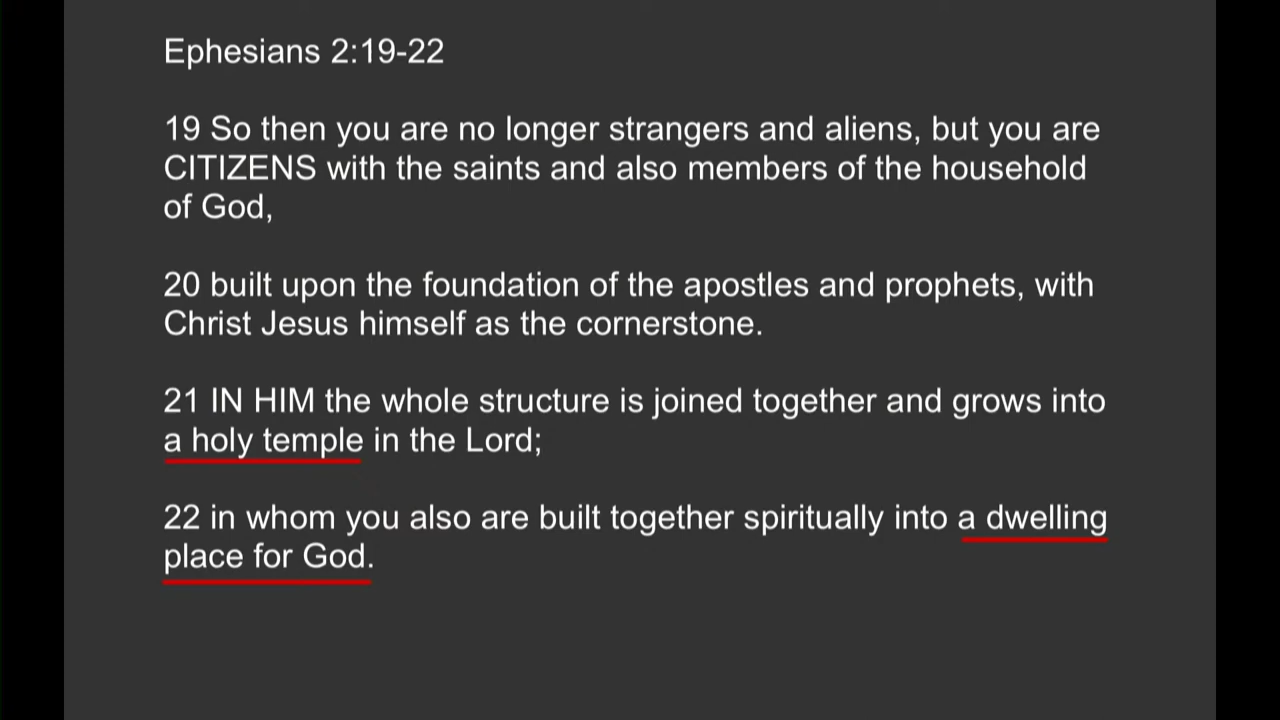 Ephesians 2:19-22
19 So then you are no longer strangers and aliens, but you are
CITIZENS with the saints and also members of the household
of God,
20 built upon the foundation of the apostles and prophets, with
Christ Jesus himself as the cornerstone.
21 IN HIM the whole structure is joined together and grows into
a holy temple in the Lord;
22 in whom you also are built together spiritually into a dwelling
place for God.